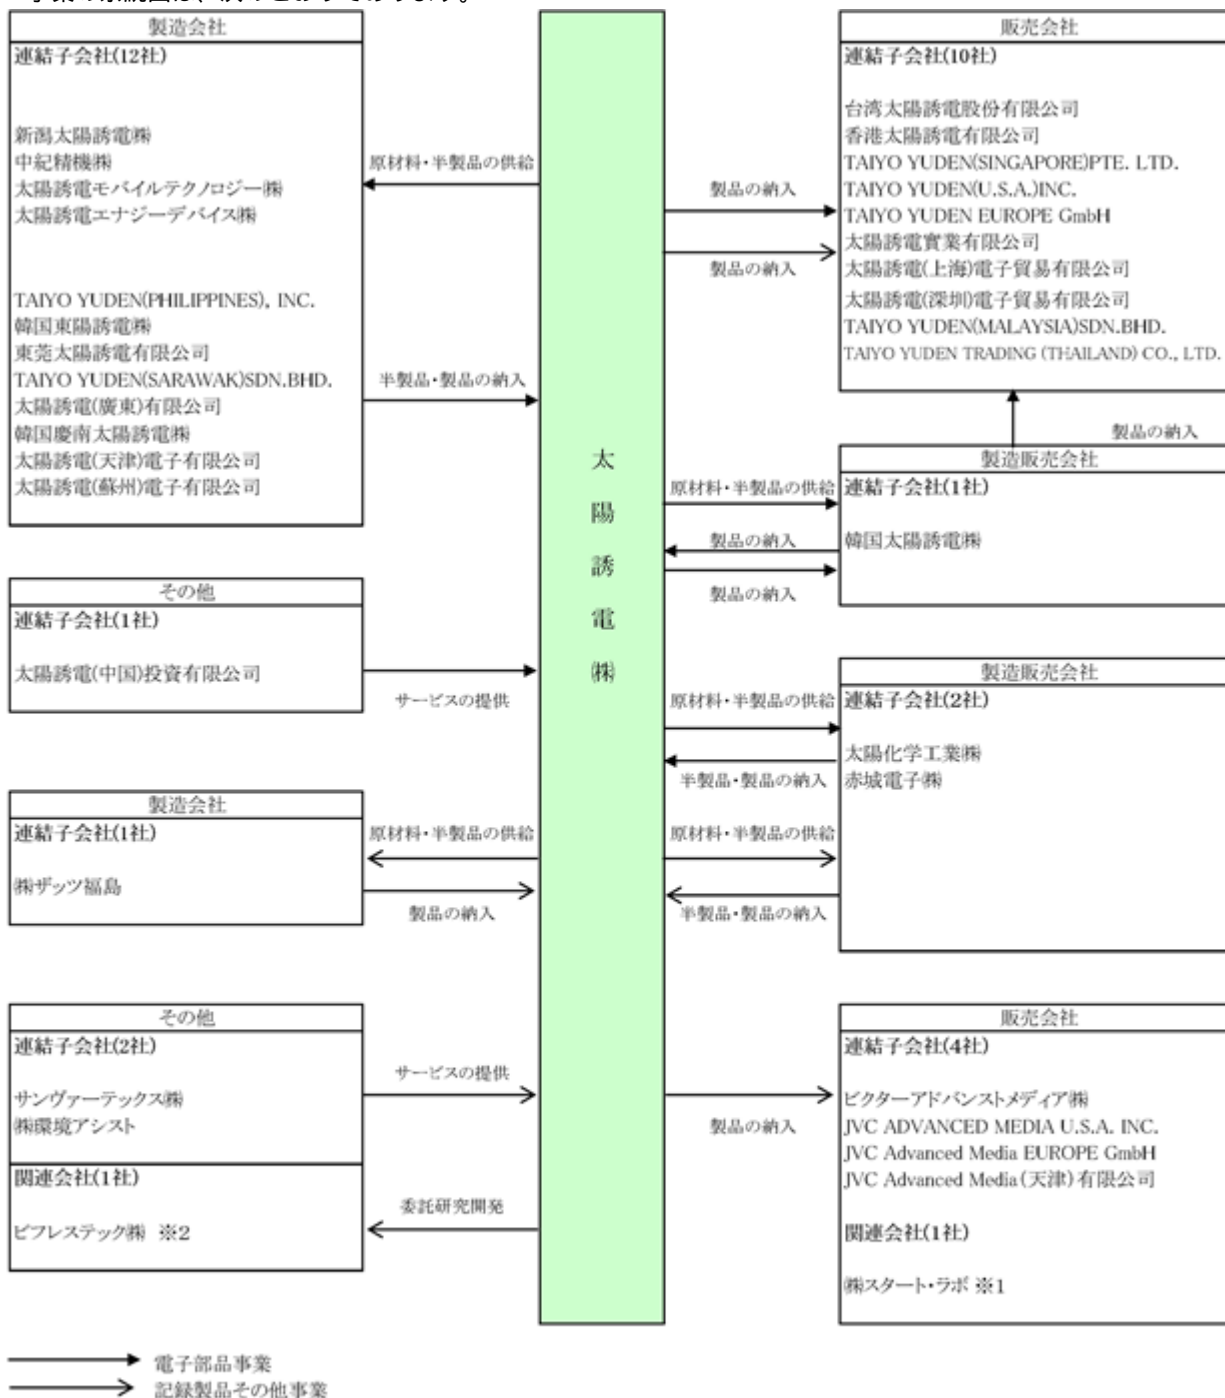 事業の系統図は、次のとおりであります。
製造会社
連結子会社(12社)
新潟太陽誘電㈱
中紀精機㈱
太陽誘電モバイルテクノロジー㈱
太陽誘電エナジーデバイス㈱
TAIYO YUDEN(PHILIPPINES), INC.
韓国東陽誘電㈱
東莞太陽誘電有限公司
TAIYO YUDEN(SARAWAK)SDN.BHD.
太陽誘電(廣東)有限公司
韓国慶南太陽誘電㈱
太陽誘電(天津)電子有限公司
太陽誘電(蘇州)電子有限公司
原材料・半製品の供給
半製品・製品の納入
その他
連結子会社(1社)
太陽誘電(中国)投資有限公司
サービスの提供
製造会社
連結子会社(1社)
㈱ザッツ福島
原材料・半製品の供給
製品の納入
その他
連結子会社(2社)
サンヴァーテックス㈱
㈱環境アシスト
サービスの提供
関連会社(1社)
ビフレステック㈱ ※2
委託研究開発
太陽誘電㈱
販売会社
連結子会社(10社)
台湾太陽誘電股份有限公司
香港太陽誘電有限公司
TAIYO YUDEN(SINGAPORE)PTE. LTD.
TAIYO YUDEN(U.S.A.)INC.
TAIYO YUDEN EUROPE GmbH
太陽誘電實業有限公司
太陽誘電(上海)電子貿易有限公司
太陽誘電(深圳)電子貿易有限公司
TAIYO YUDEN(MALAYSIA)SDN.BHD.
TAIYO YUDEN TRADING (THAILAND) CO., LTD.
製品の納入
製品の納入
製品の納入
製造販売会社
連結子会社(1社)
韓国太陽誘電㈱
原材料・半製品の供給
製品の納入
製品の納入
製造販売会社
連結子会社(2社)
太陽化学工業㈱
赤城電子㈱
原材料・半製品の供給
半製品・製品の納入
原材料・半製品の供給
半製品・製品の納入
販売会社
連結子会社(4社)
ビクターアドバンストメディア㈱
JVC ADVANCED MEDIA U.S.A. INC.
JVC Advanced Media EUROPE GmbH
JVC Advanced Media(天津)有限公司
関連会社(1社)
㈱スタート・ラボ ※1
製品の納入
電子部品事業
記録製品その他事業